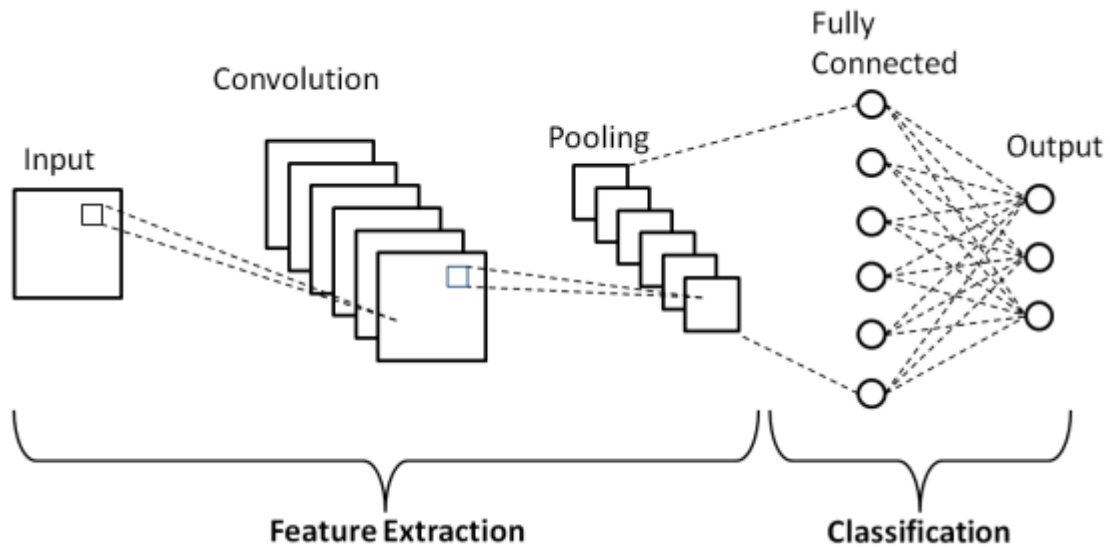 Input
Convolution
Pooling
Fully
Connected
Output
Feature Extraction
Classification